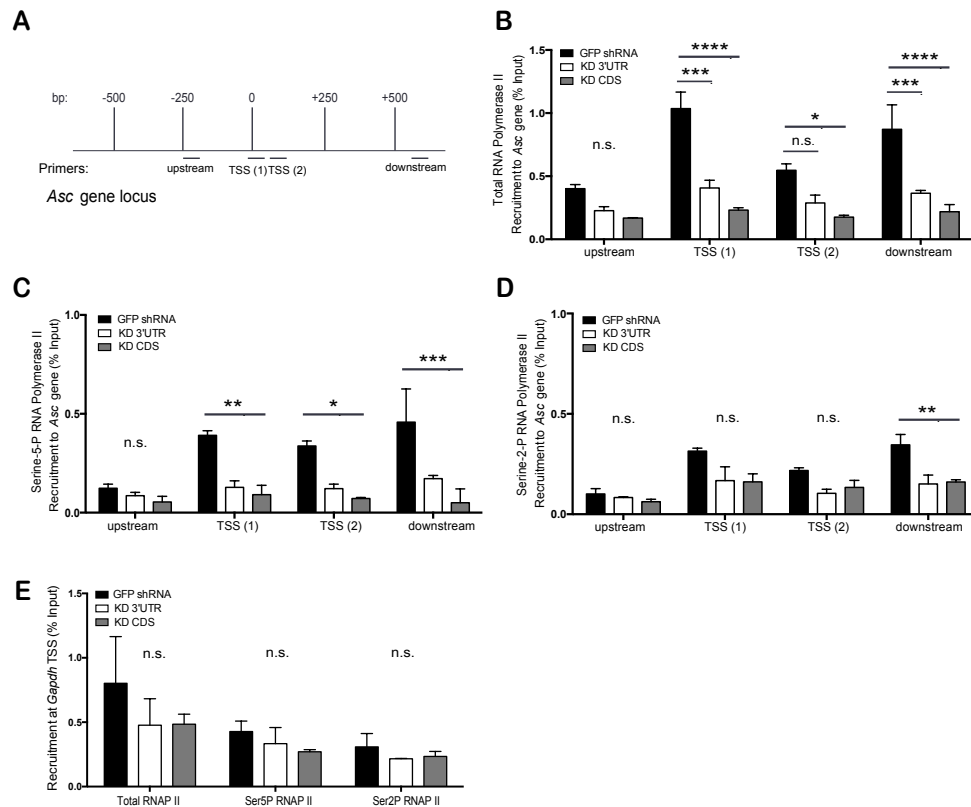 A
bp: -500 -250 0 +250 +500
Primers: upstream TSS (1) TSS (2) downstream
Asc gene locus
B
Total RNA Polymerase II
Recruitment to Asc gene (% Input)
1.5
1.0
0.5
0.0
GFP shRNA
KD 3'UTR
KD CDS
n.s.
****
***
*
n.s.
****
***
upstream TSS (1) TSS (2) downstream
C
Serine-5-P RNA Polymerase II
Recruitment to Asc gene (% Input)
1.0
0.5
0.0
GFP shRNA
KD 3'UTR
KD CDS
n.s.
**
*
***
upstream TSS (1) TSS (2) downstream
D
Serine-2-P RNA Polymerase II
Recruitment to Asc gene (% Input)
1.0
0.5
0.0
GFP shRNA
KD 3'UTR
KD CDS
n.s. n.s. n.s. **
upstream TSS (1) TSS (2) downstream
E
Recruitment at Gapdh TSS (% Input)
1.5
1.0
0.5
0.0
GFP shRNA
KD 3'UTR
KD CDS
n.s. n.s. n.s.
Total RNAP II Ser5P RNAP II Ser2P RNAP II